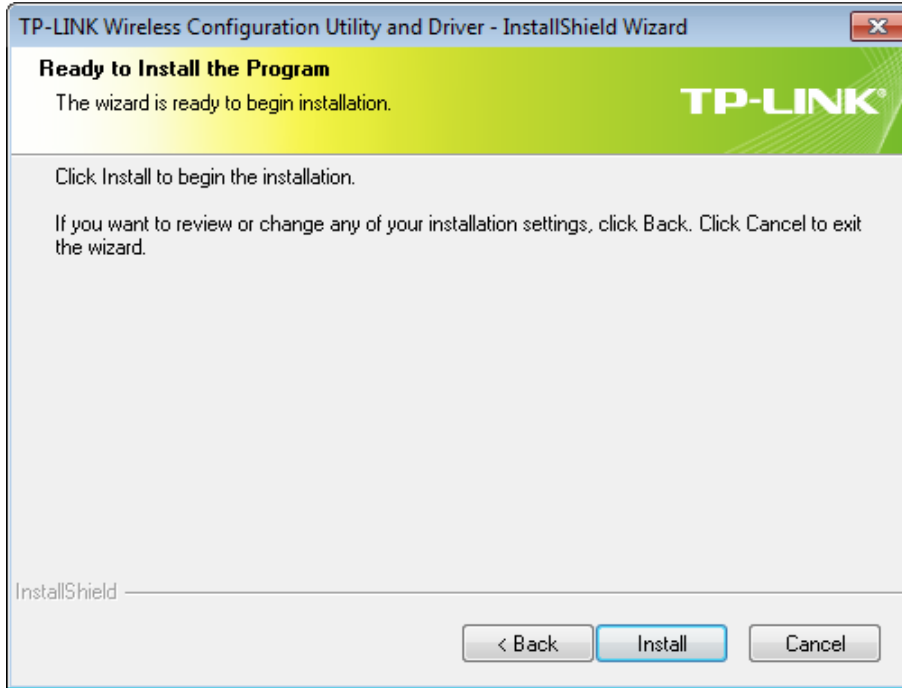 TP-LINK Wireless Configuration Utility and Driver - InstallShield Wizard
Ready to Install the Program
The wizard is ready to begin installation.
TP-LINK®
Click Install to begin the installation.
If you want to review or change any of your installation settings, click Back. Click Cancel to exit
the wizard.
InstallShield
< Back
Install
Cancel